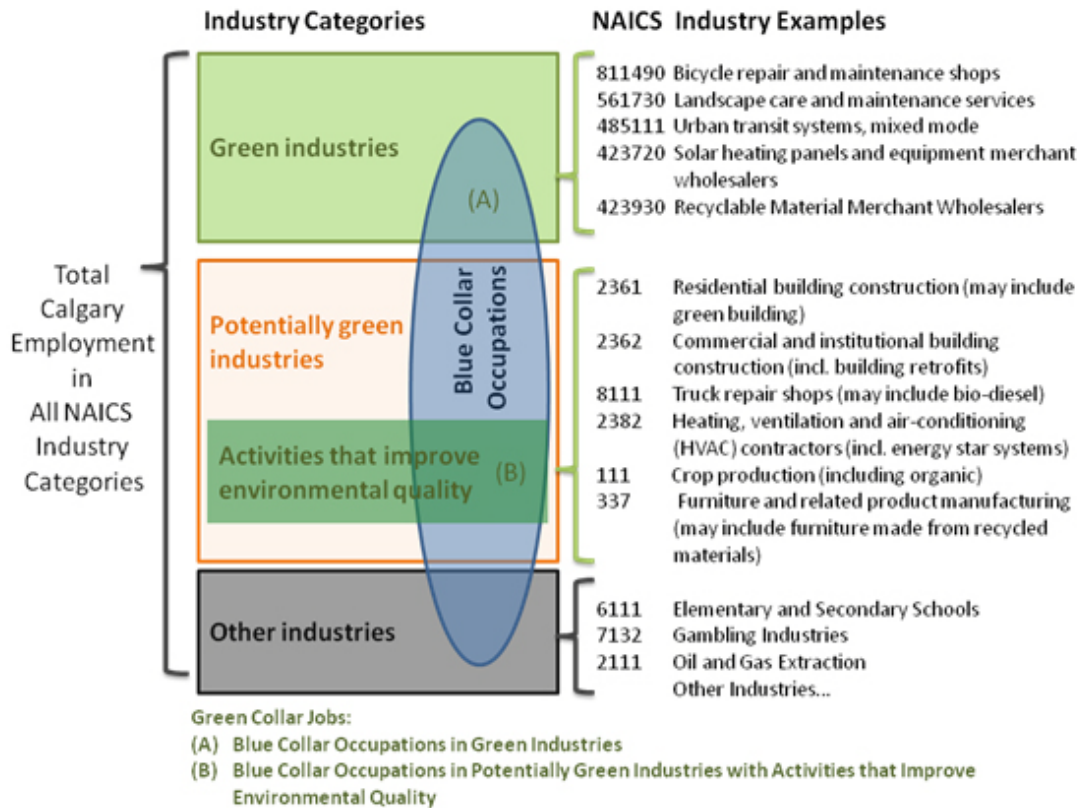 Industry Categories
NAICS Industry Examples
Total
Calgary
Employment
in
All NAICS
Industry
Categories
Green industries
(A)
Blue Collar
Occupations
Potentially green
industries
Activities that improve
environmental quality
(B)
Other industries
811490 Bicycle repair and maintenance shops
561730 Landscape care and maintenance services
485111 Urban transit systems, mixed mode
423720 Solar heating panels and equipment merchant
wholesalers
423930 Recyclable Material Merchant Wholesalers
2361 Residential building construction (may include
green building)
2362 Commercial and institutional building
construction (incl. building retrofits)
8111 Truck repair shops (may include bio-diesel)
2382 Heating, ventilation and air-conditioning
(HVAC) contractors (incl. energy star systems)
111 Crop production (including organic)
337 Furniture and related product manufacturing
(may include furniture made from recycled
materials)
6111 Elementary and Secondary Schools
7132 Gambling Industries
2111 Oil and Gas Extraction
Other Industries...
Green Collar Jobs:
(A) Blue Collar Occupations in Green Industries
(B) Blue Collar Occupations in Potentially Green Industries with Activities that Improve
Environmental Quality